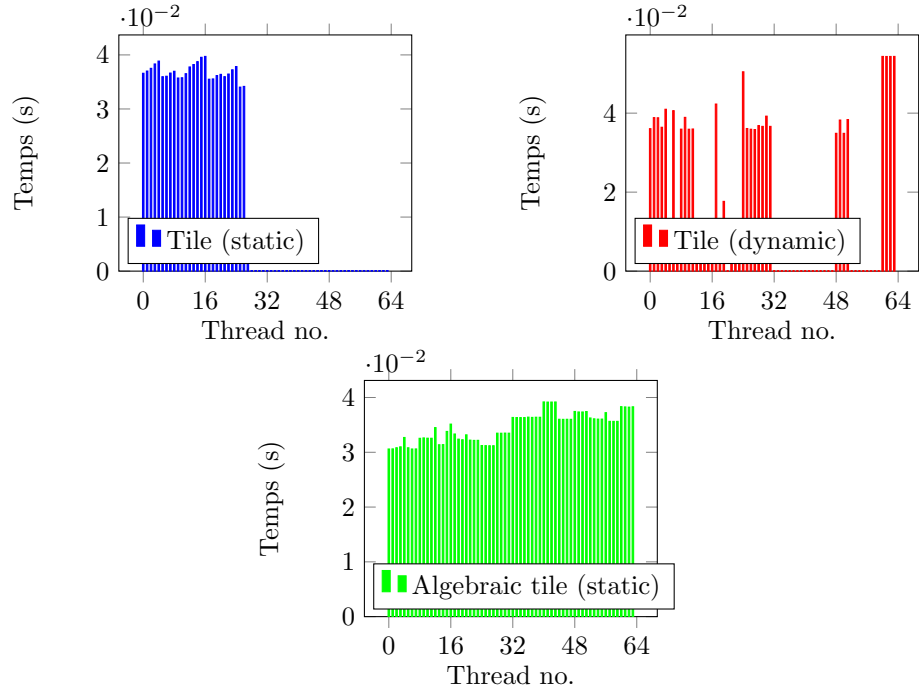 ·10⁻²
4
3
2
1
0
Temps (s)
Tile (static)
0 16 32 48 64
Thread no.
·10⁻²
4
2
0
Temps (s)
Tile (dynamic)
0 16 32 48 64
Thread no.
·10⁻²
4
3
2
1
0
Temps (s)
Algebraic tile (static)
0 16 32 48 64
Thread no.